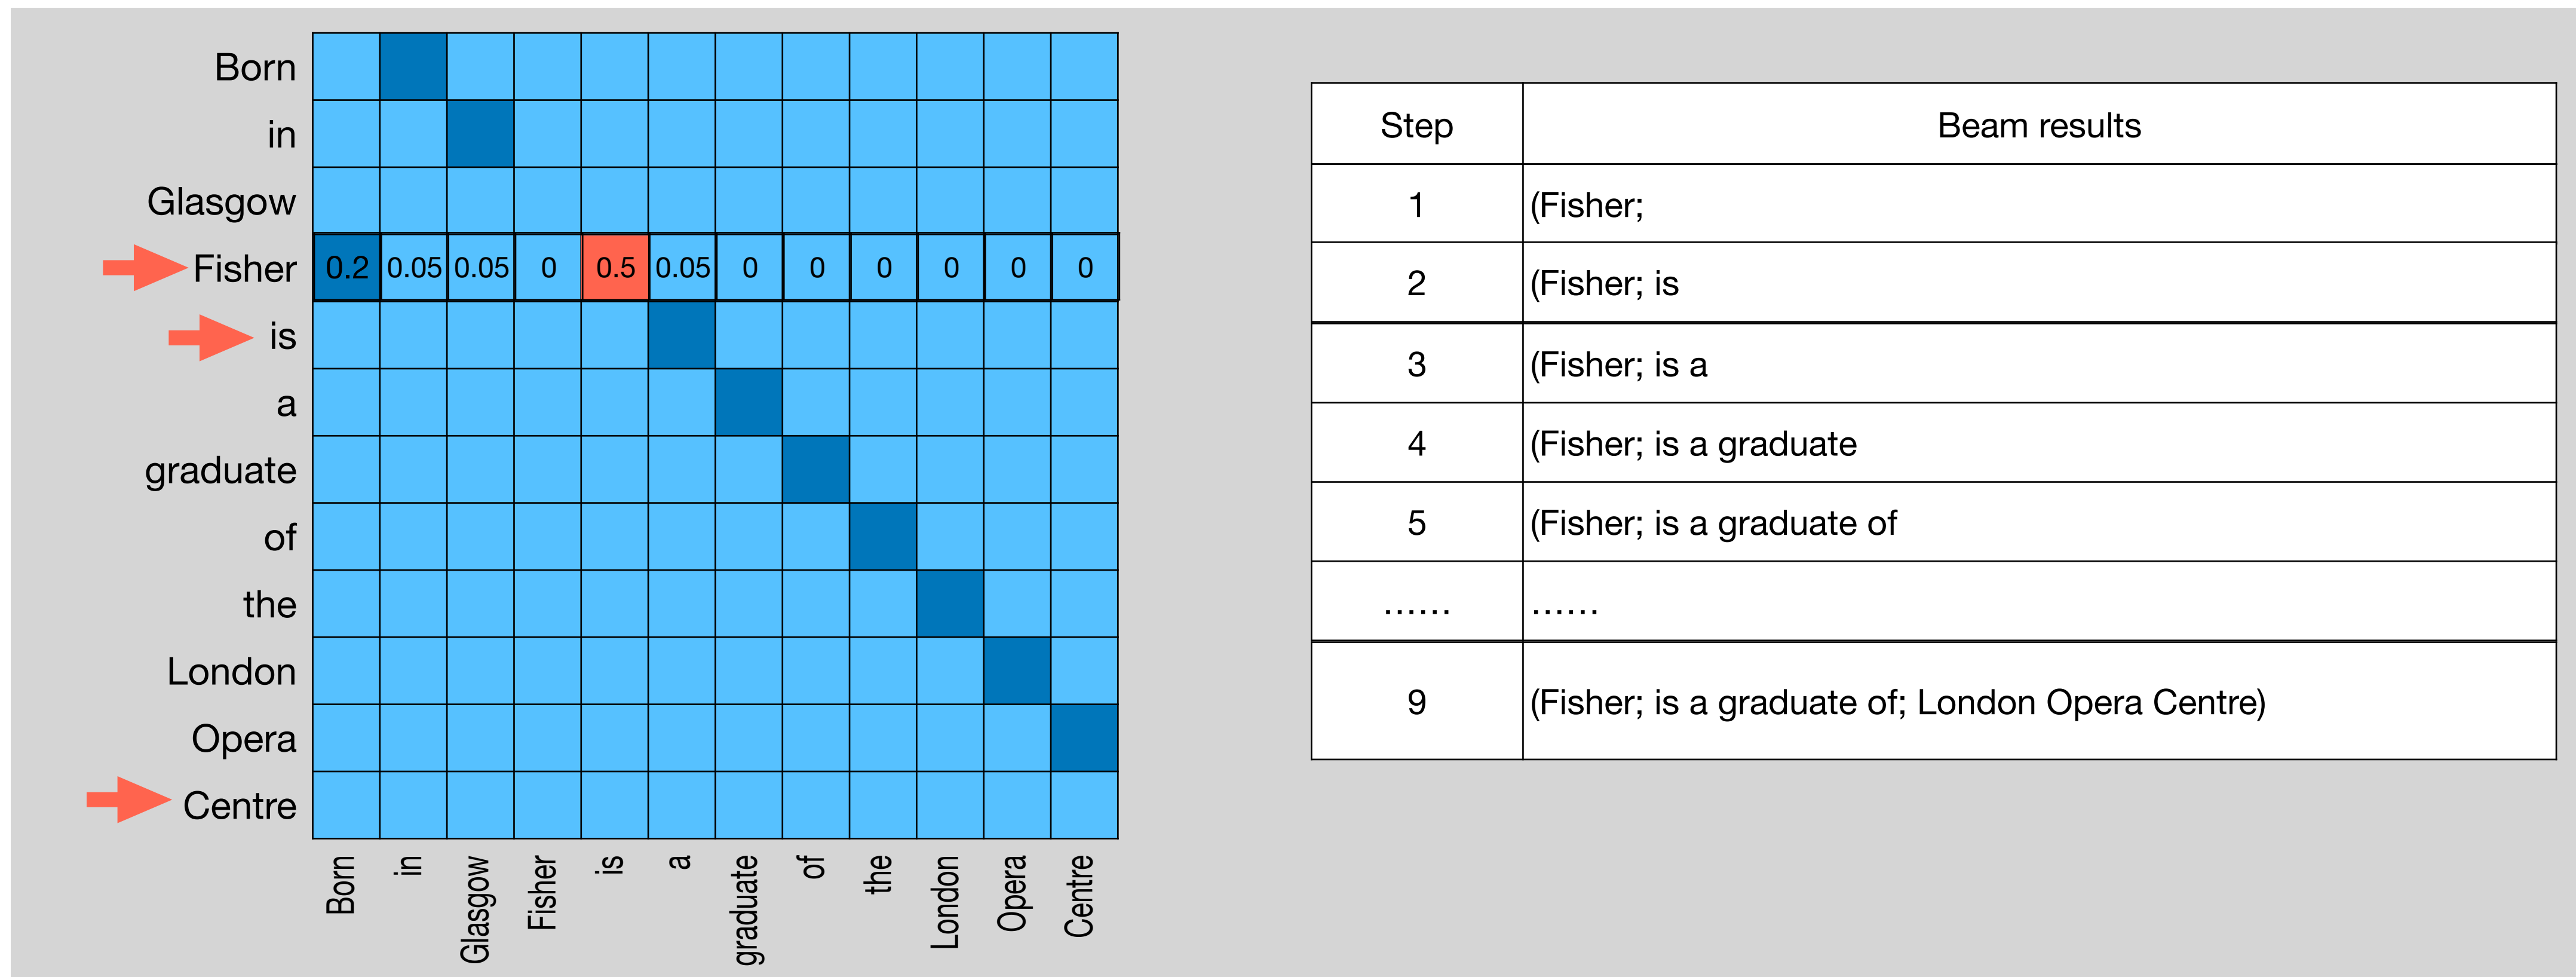 Born
in
Glasgow
Fisher 0.2 0.05 0.05 0 0.5 0.05 0 0 0 0 0 0
is
a
graduate
of
the
London
Opera
Centre
Born in Glasgow Fisher is a graduate of the London Opera Centre
Step Beam results
1 (Fisher;
2 (Fisher; is
3 (Fisher; is a
4 (Fisher; is a graduate
5 (Fisher; is a graduate of
...... ......
9 (Fisher; is a graduate of; London Opera Centre)